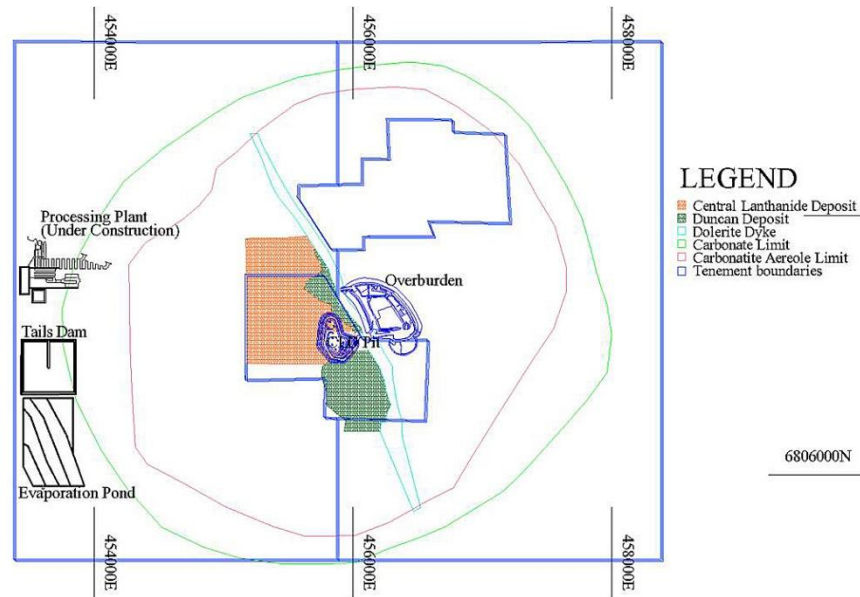 454000E
456000E
458000E
LEGEND
Central Lanthanide Deposit
Duncan Deposit
Dolerite Dyke
Carbonate Limit
Carbonatite Aereole Limit
Tenement boundaries
Processing Plant
(Under Construction)
Overburden
Tails Dam
Pit
6806000N
Evaporation Pond
454000E
456000E
458000E